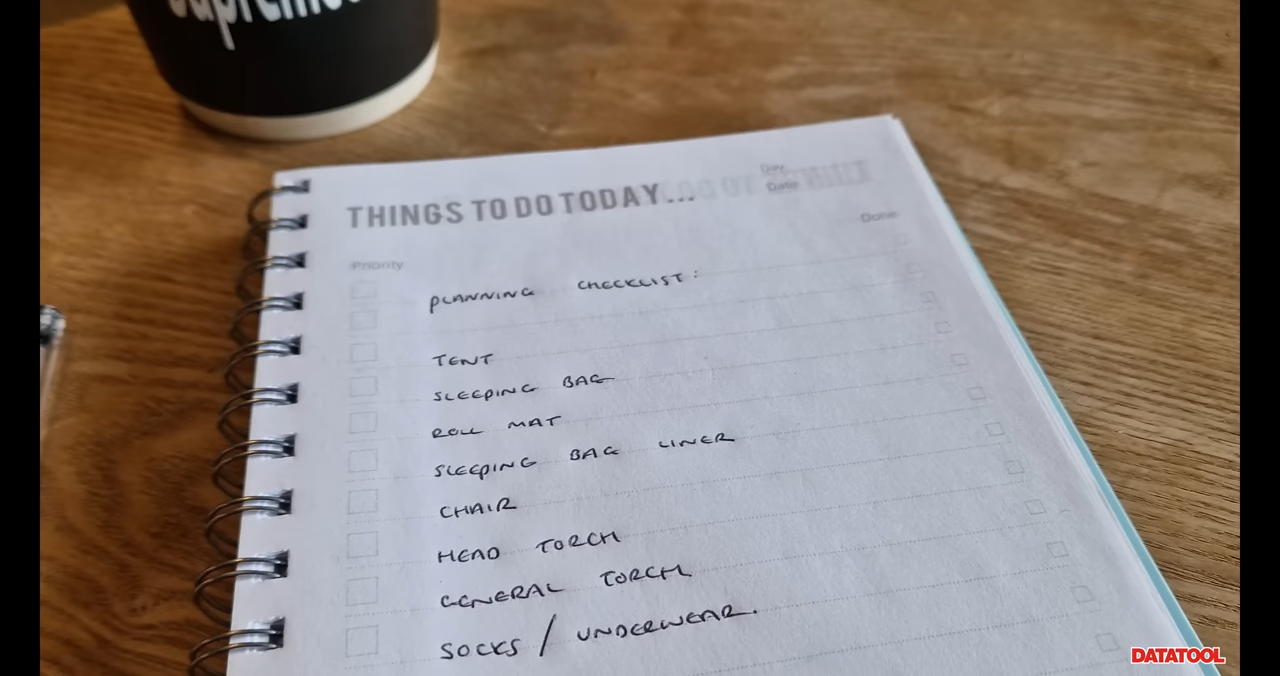 Supreme
THINGS TO DO TODAY...
Day
Date
Done
Priority
PLANNING CHECKLIST:
TENT
SLEEPING BAG
ROLL MAT
SLEEPING BAG LINER
CHAIR
HEAD TORCH
GENERAL TORCH
SOCKS / UNDERWEAR.
DATATOOL